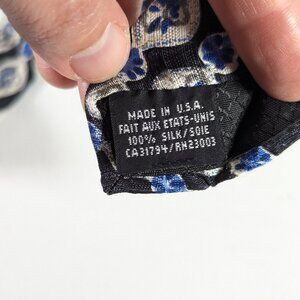 MADE IN U.S.A.
FAIT AUX ETATS-UNIS
100% SILK/SOIE
CA31794/RN23003